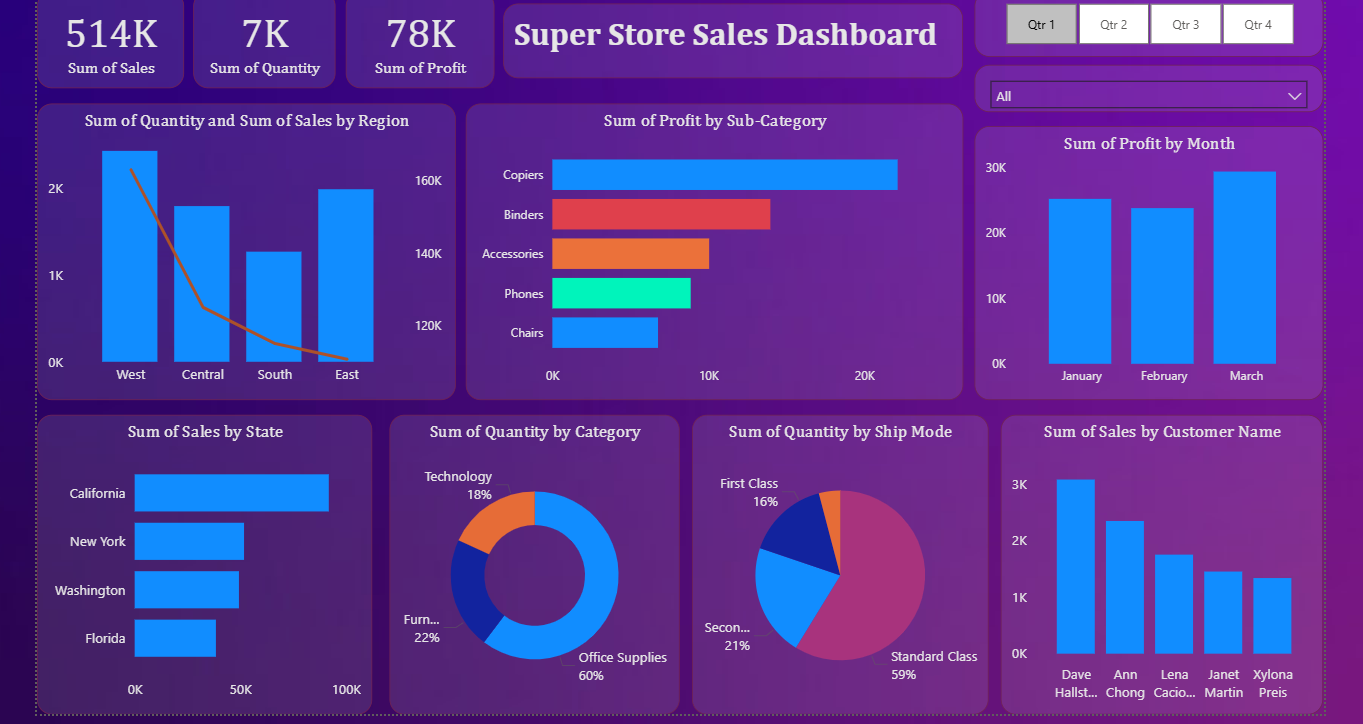 514K
Sum of Sales
7K
Sum of Quantity
78K
Sum of Profit
Super Store Sales Dashboard
Qtr 1
Qtr 2
Qtr 3
Qtr 4
All
Sum of Quantity and Sum of Sales by Region
2K
1K
0K
160K
140K
120K
West
Central
South
East
Sum of Profit by Sub-Category
Copiers
Binders
Accessories
Phones
Chairs
0K
10K
20K
Sum of Profit by Month
30K
20K
10K
0K
January
February
March
Sum of Sales by State
California
New York
Washington
Florida
0K
50K
100K
Sum of Quantity by Category
Technology
18%
Furn...
22%
Office Supplies
60%
Sum of Quantity by Ship Mode
First Class
16%
Secon...
21%
Standard Class
59%
Sum of Sales by Customer Name
3K
2K
1K
0K
Dave
Hallst...
Ann
Chong
Lena
Cacio...
Janet
Martin
Xylona
Preis